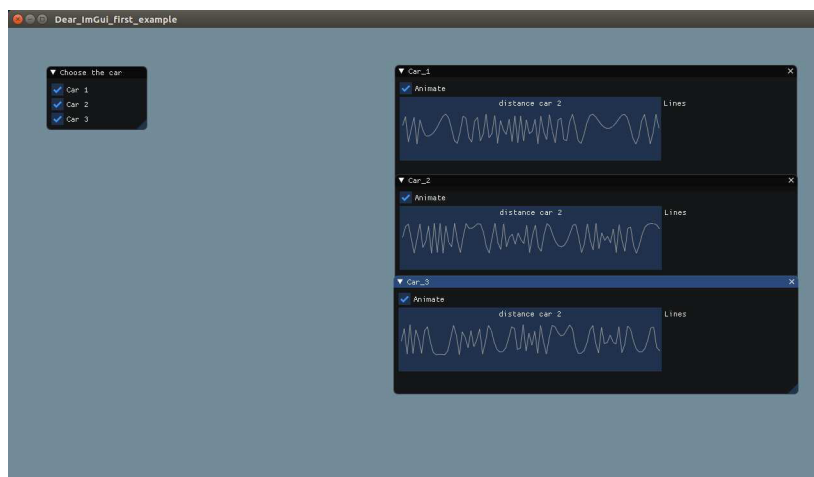 Dear_ImGui_first_example
Choose the car
Car 1
Car 2
Car 3
Car_1
Animate
distance car 2
Lines
Car_2
Animate
distance car 2
Lines
Car_3
Animate
distance car 2
Lines